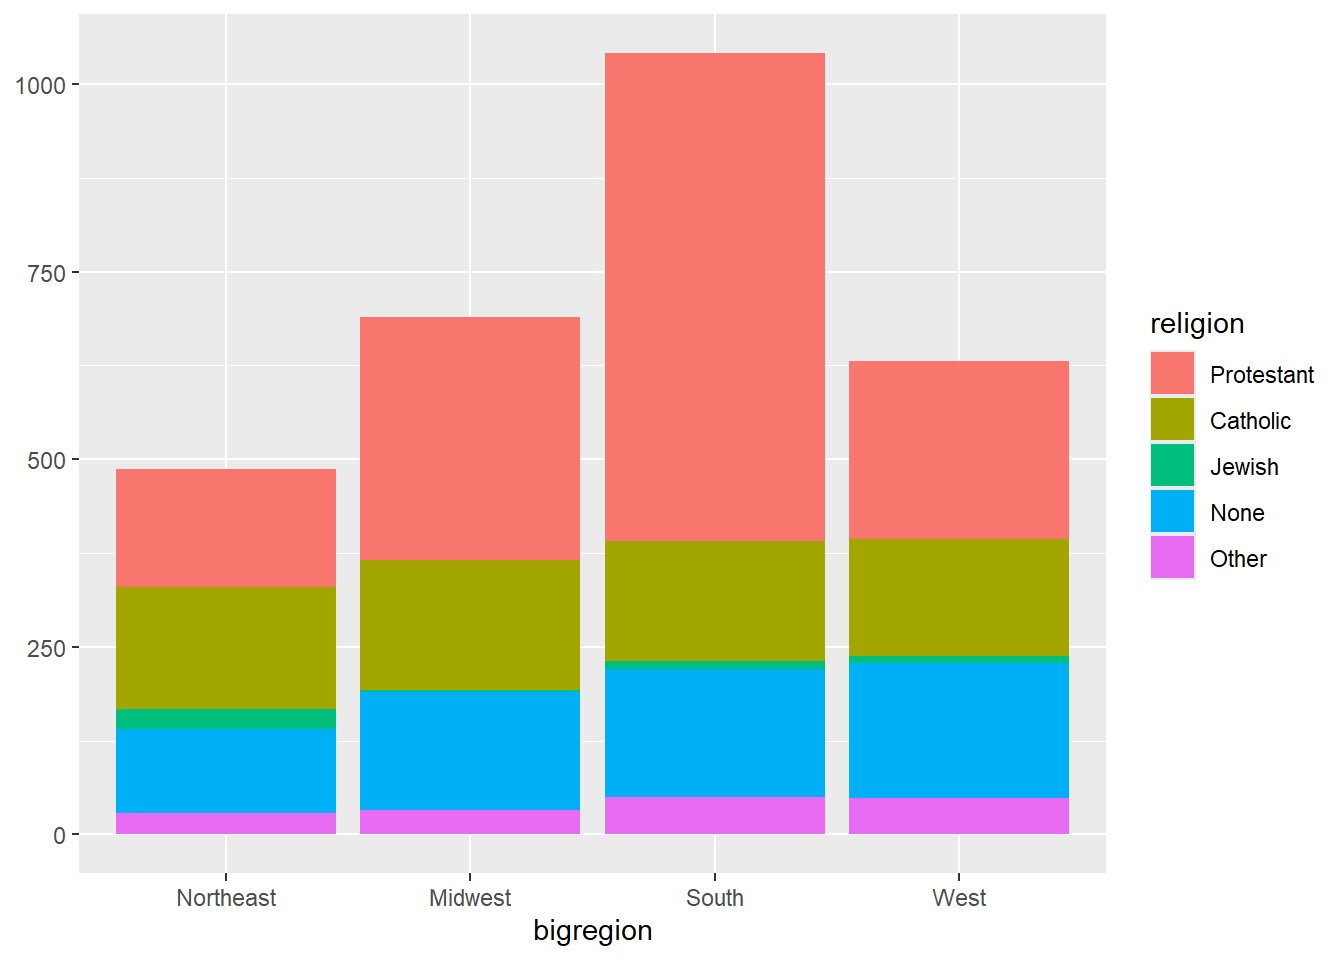 1000
750
500
250
0
Northeast
Midwest
South
West
bigregion
religion
Protestant
Catholic
Jewish
None
Other